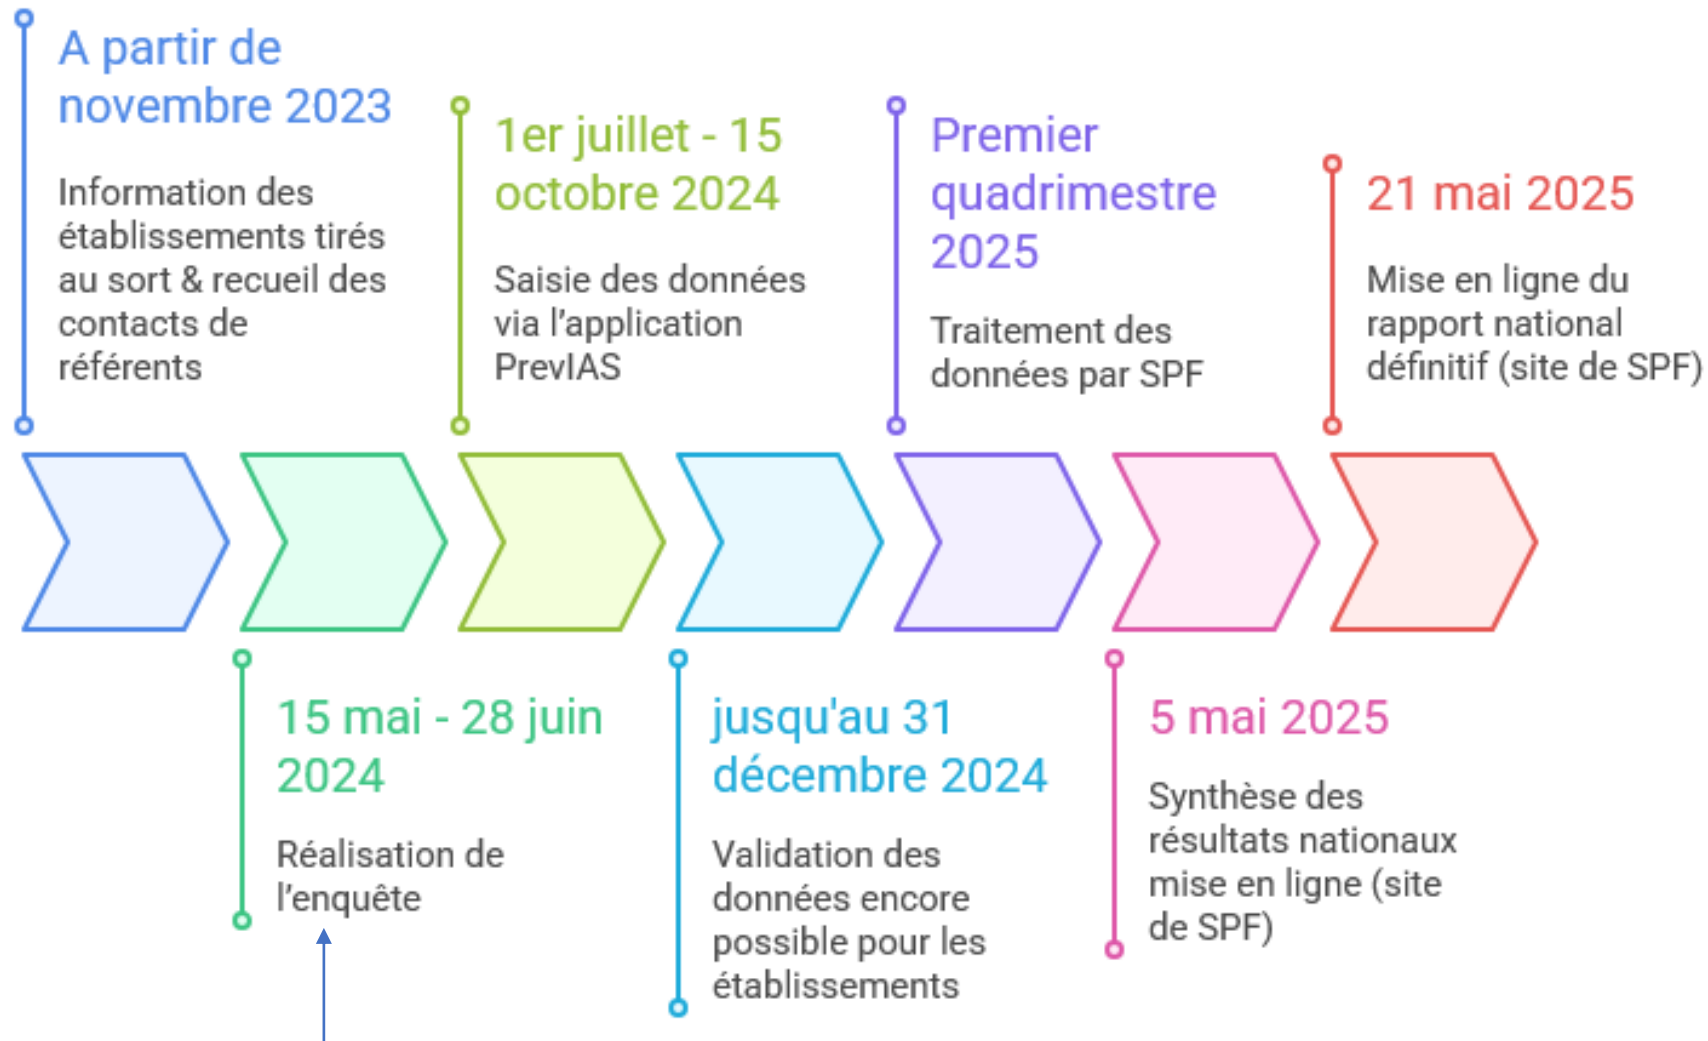 A partir de
novembre 2023
Information des
établissements tirés
au sort & recueil des
contacts de
référents
15 mai - 28 juin
2024
Réalisation de
l'enquête
1er juillet - 15
octobre 2024
Saisie des données
via l'application
PrevIAS
jusqu'au 31
décembre 2024
Validation des
données encore
possible pour les
établissements
Premier
quadrimestre
2025
Traitement des
données par SPF
5 mai 2025
Synthèse des
résultats nationaux
mise en ligne (site
de SPF)
21 mai 2025
Mise en ligne du
rapport national
définitif (site de SPF)